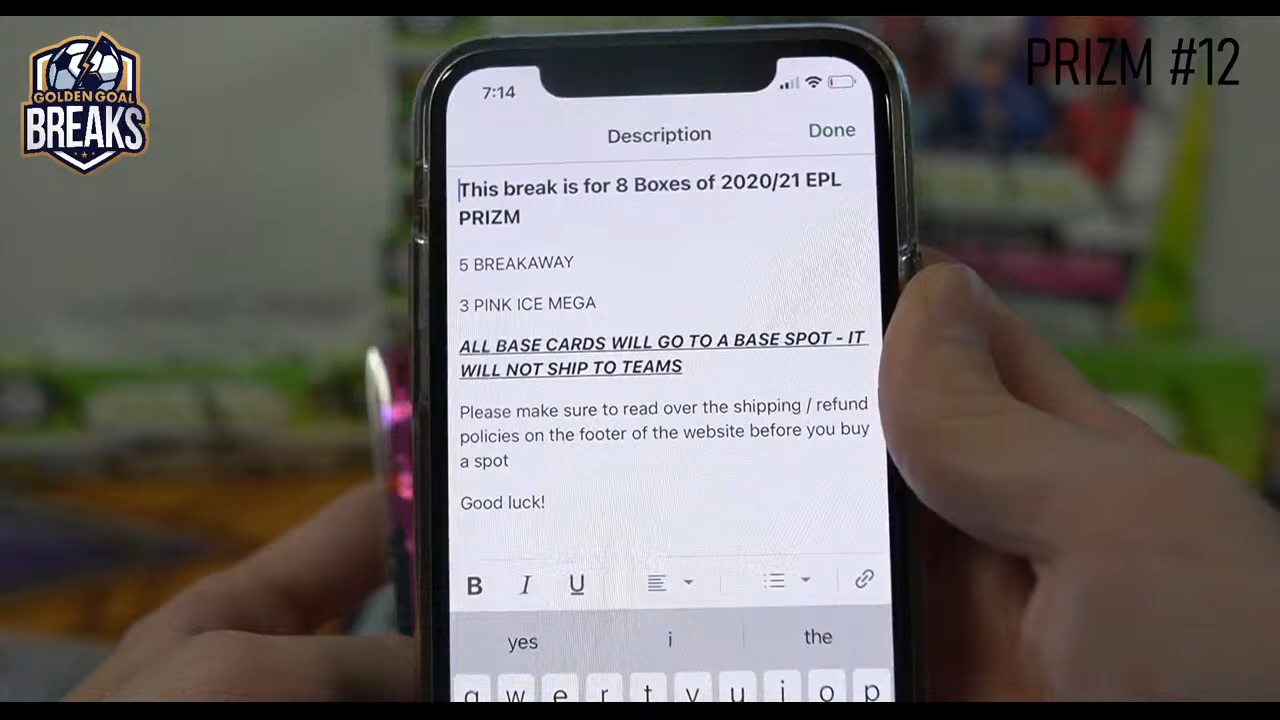 GOLDEN GOAL
BREAKS
PRIZM #12
7:14
Description
Done
This break is for 8 Boxes of 2020/21 EPL
PRIZM
5 BREAKAWAY
3 PINK ICE MEGA
ALL BASE CARDS WILL GO TO A BASE SPOT - IT
WILL NOT SHIP TO TEAMS
Please make sure to read over the shipping / refund
policies on the footer of the website before you buy
a spot
Good luck!
B I U
yes i the
q w e r t y u i o p